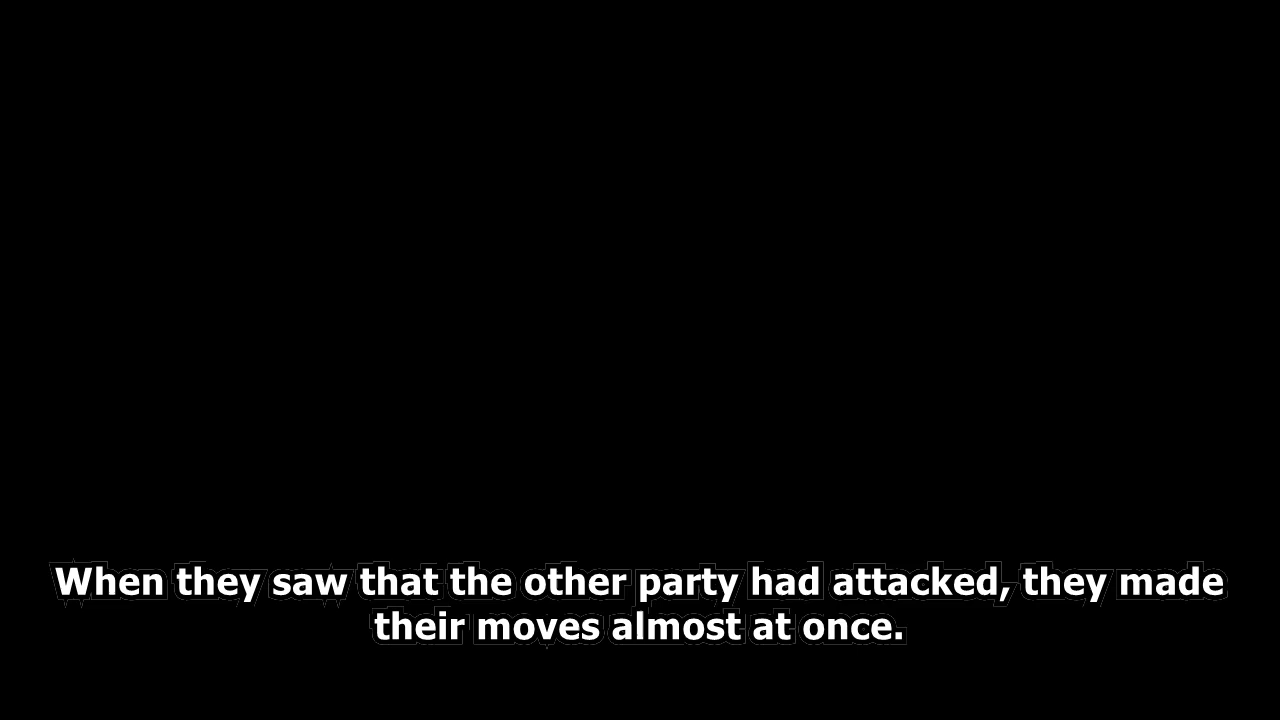 When they saw that the other party had attacked, they made
their moves almost at once.